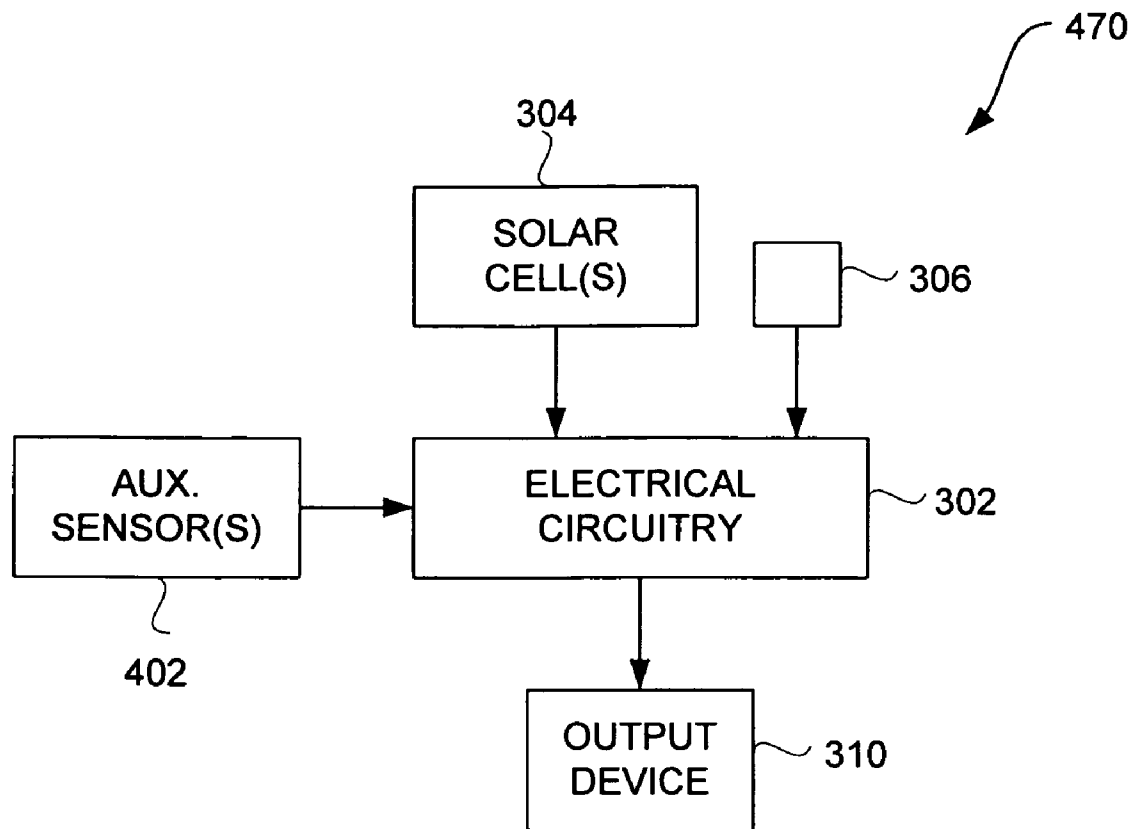 470
304
SOLAR
CELL(S)
306
AUX.
SENSOR(S)
ELECTRICAL
CIRCUITRY
302
402
OUTPUT
DEVICE
310